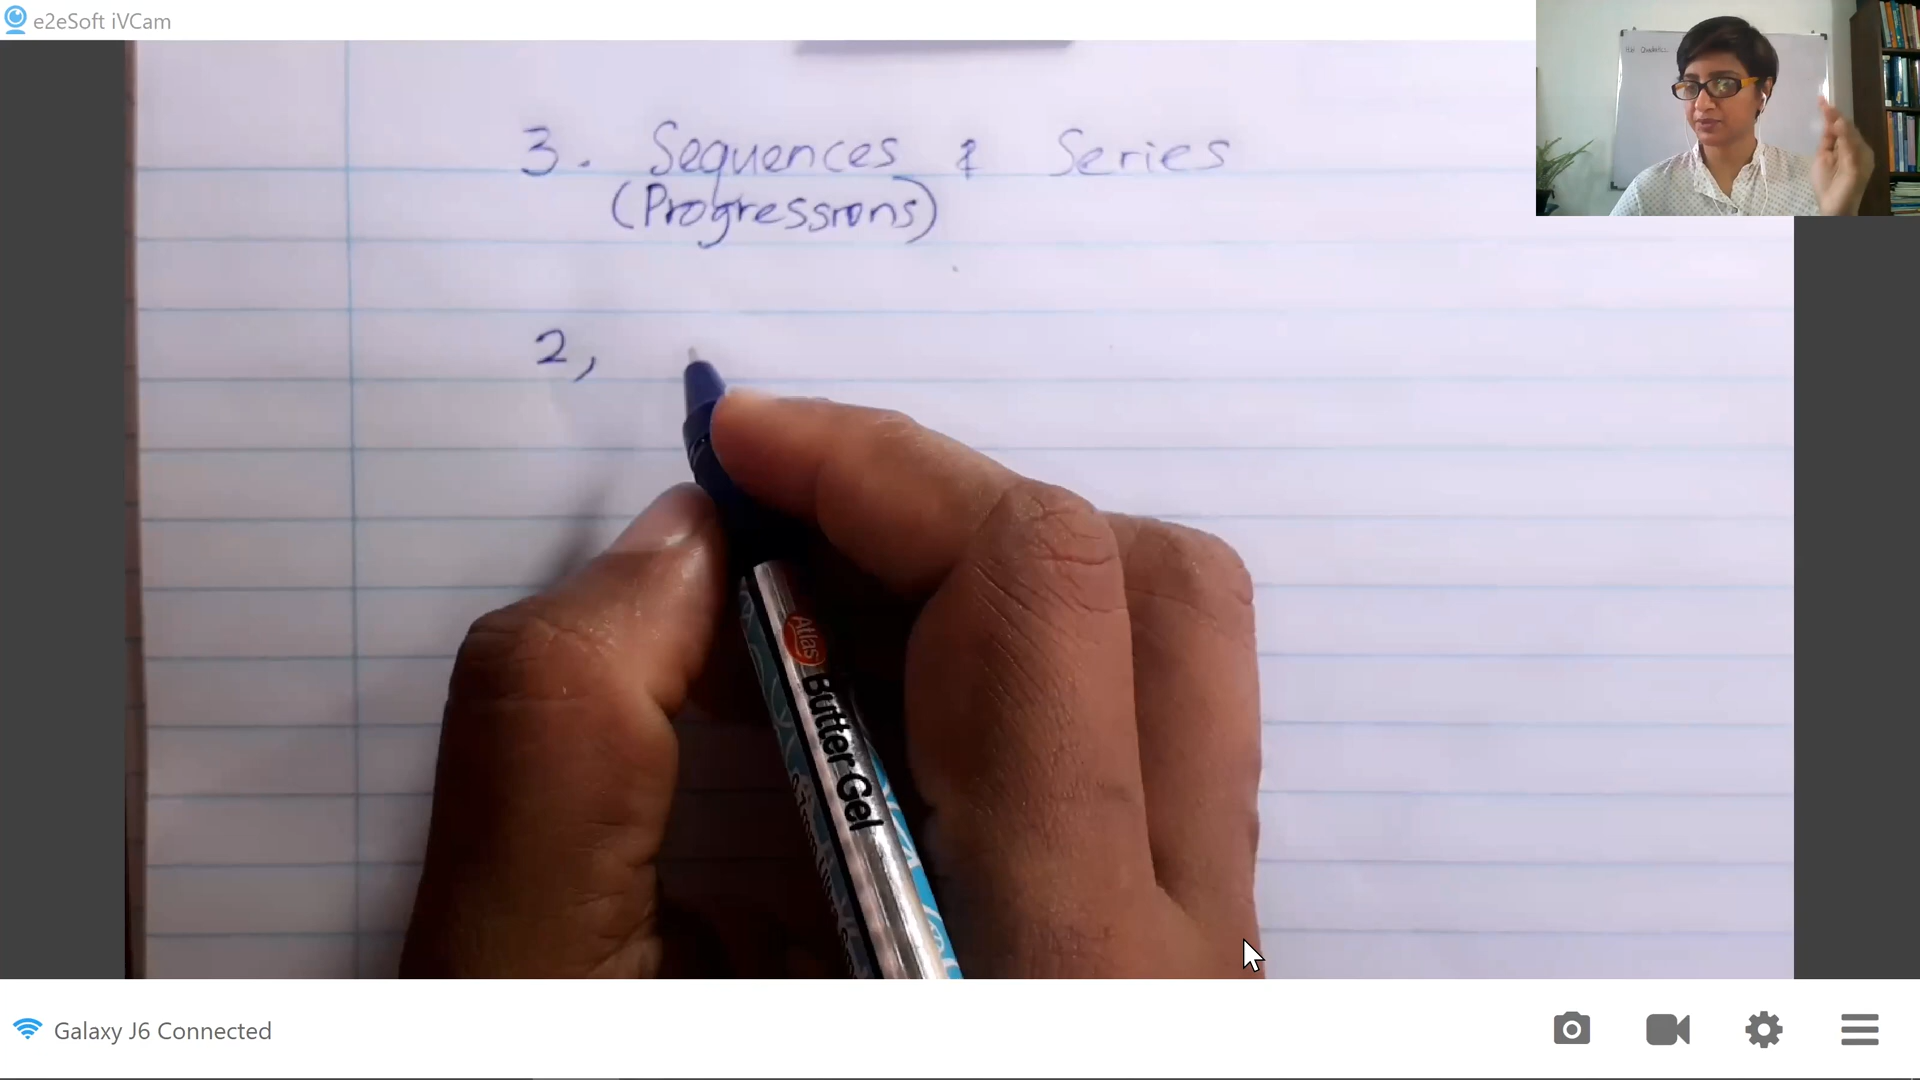 e2eSoft iVCam
3. Sequences & Series
(Progressions)
2,
Atlas
Butter Gel
Galaxy J6 Connected